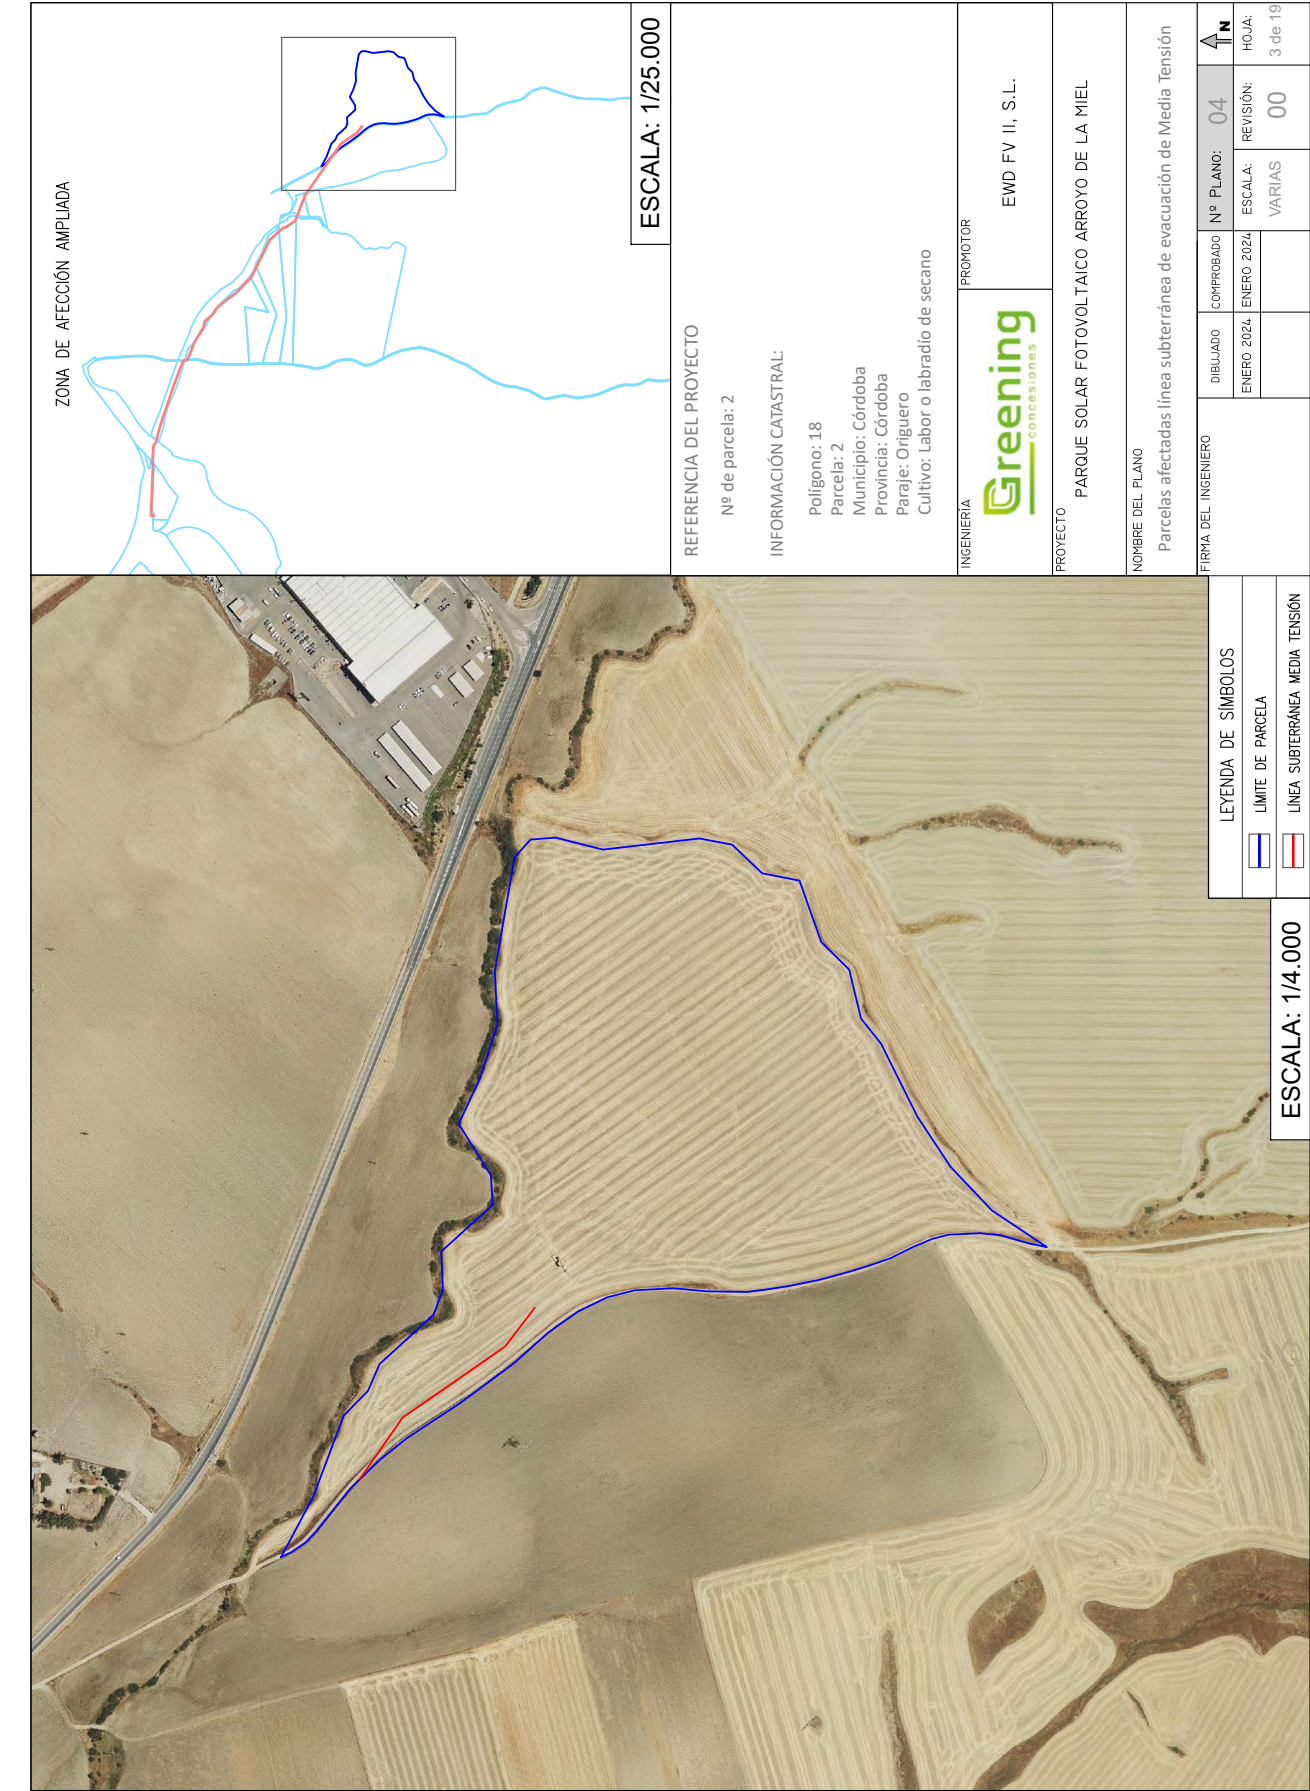 ZONA DE AFECCIÓN AMPLIADA
ESCALA: 1/25.000
REFERENCIA DEL PROYECTO
Nº de parcela: 2
INFORMACIÓN CATASTRAL:
Polígono: 18
Parcela: 2
Municipio: Córdoba
Provincia: Córdoba
Paraje: Origuero
Cultivo: Labor o labradío de secano
INGENIERÍA
Greening
concesiones
PROMOTOR
EWD FV II, S.L.
PROYECTO
PARQUE SOLAR FOTOVOLTAICO ARROYO DE LA MIEL
NOMBRE DEL PLANO
Parcelas afectadas línea subterránea de evacuación de Media Tensión
FIRMA DEL INGENIERO
DIBUJADO
ENERO 2024
COMPROBADO
ENERO 2024
Nº PLANO: 04
N
ESCALA:
VARIAS
REVISIÓN:
00
HOJA:
3 de 19
LEYENDA DE SÍMBOLOS
LÍMITE DE PARCELA
LÍNEA SUBTERRÁNEA MEDIA TENSIÓN
ESCALA: 1/4.000